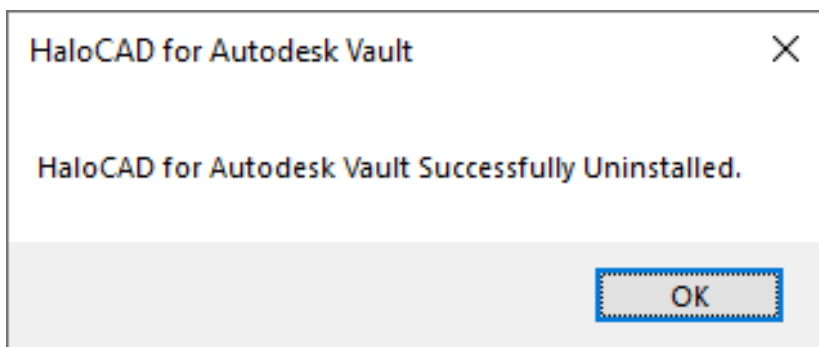 HaloCAD for Autodesk Vault
HaloCAD for Autodesk Vault Successfully Uninstalled.
OK